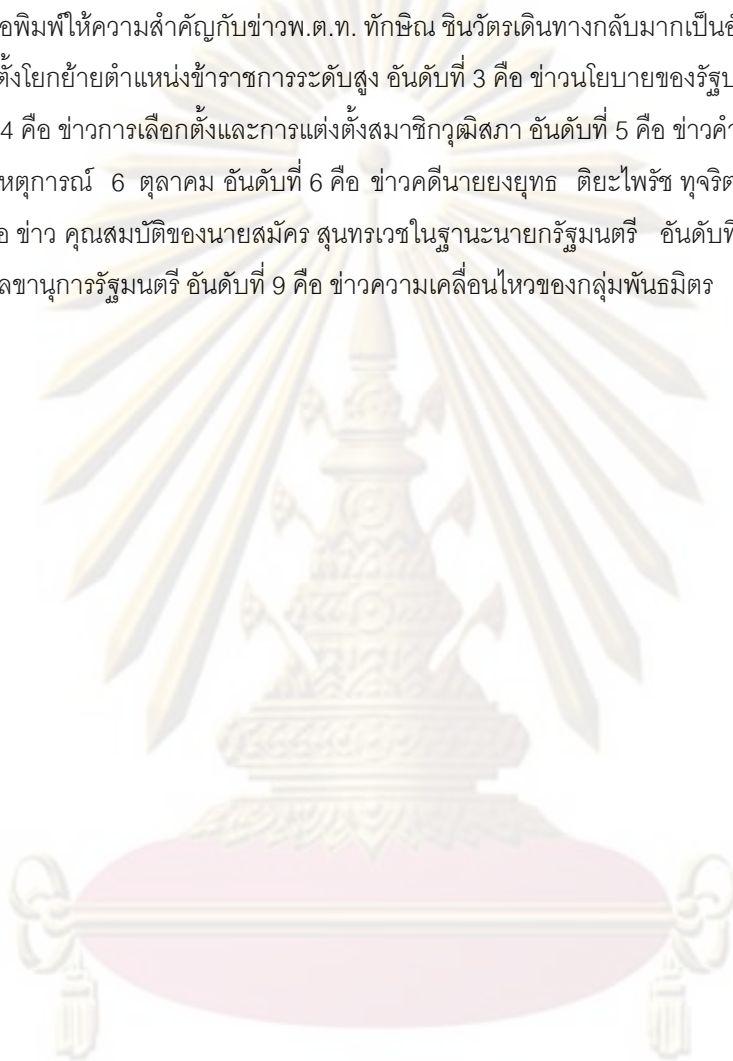 อพิมพ์ให้ความสำคัญกับข่าวพ.ต.ท. ทักษิณ ชินวัตรเดินทางกลับมากเป็นอั
ตั้งโยกย้ายตำแหน่งข้าราชการระดับสูง อันดับที่ 3 คือ ข่าวนโยบายของรัฐบ
4 คือ ข่าวการเลือกตั้งและการแต่งตั้งสมาชิกวุฒิสภา อันดับที่ 5 คือ ข่าวคำ
หตุการณ์ 6 ตุลาคม อันดับที่ 6 คือ ข่าวคดีนายยงยุทธ ติยะไพรัช ทุจริต
อ ข่าว คุณสมบัติของนายสมัคร สุนทรเวชในฐานะนายกรัฐมนตรี อันดับที่
ลขานุการรัฐมนตรี อันดับที่ 9 คือ ข่าวความเคลื่อนไหวของกลุ่มพันธมิตร